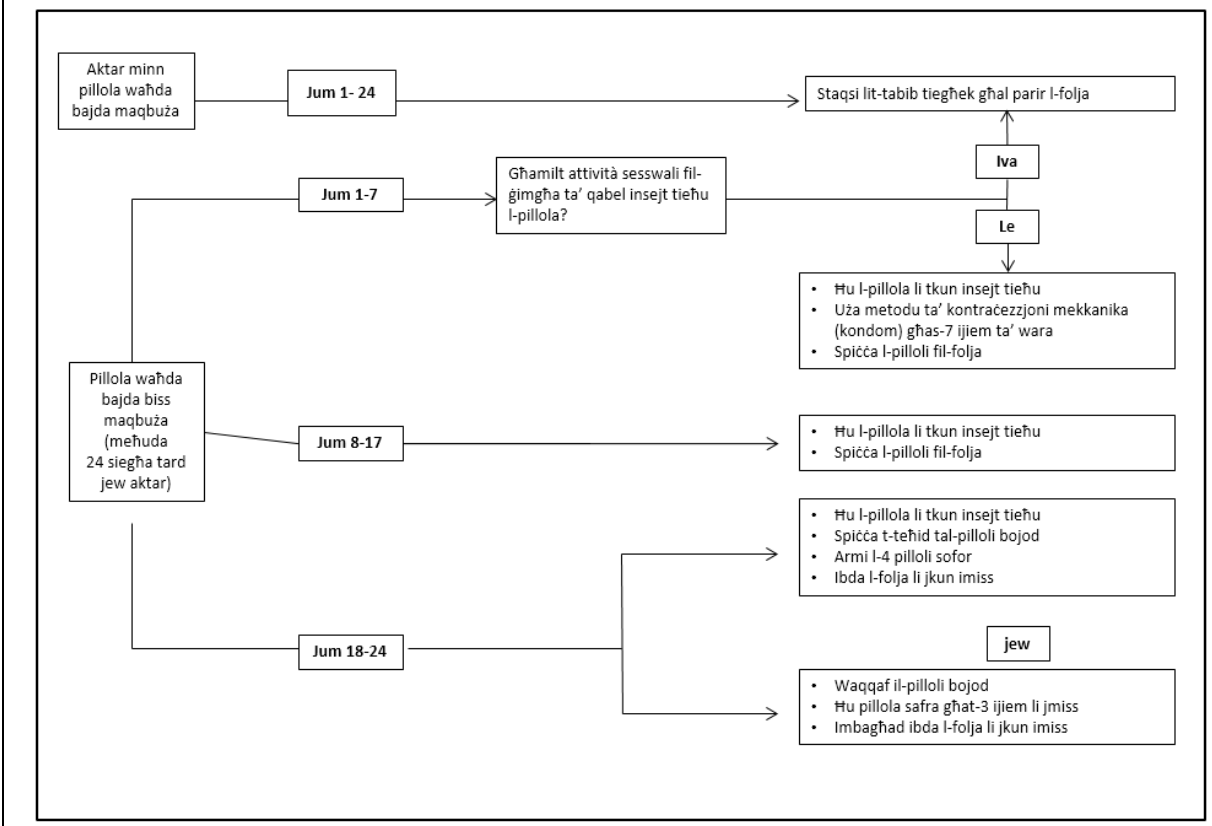 Aktar minn
pillola waħda
bajda maqbuża
Jum 1- 24
Staqsi lit-tabib tiegħek għal parir l-folja
Iva
Jum 1-7
Għamilt attività sesswali fil-
ġimgħa ta’ qabel insejt tieħu
l-pillola?
Le
• Ħu l-pillola li tkun insejt tieħu
• Uża metodu ta’ kontraċezzjoni mekkanika
(kondom) għas-7 ijiem ta’ wara
• Spiċċa l-pilloli fil-folja
Pillola waħda
bajda biss
maqbuża
(meħuda
24 siegħa tard
jew aktar)
Jum 8-17
• Ħu l-pillola li tkun insejt tieħu
• Spiċċa l-pilloli fil-folja
• Ħu l-pillola li tkun insejt tieħu
• Spiċċa t-teħid tal-pilloli bojod
• Armi l-4 pilloli sofor
• Ibda l-folja li jkun imiss
Jum 18-24
jew
• Waqqaf il-pilloli bojod
• Ħu pillola safra għat-3 ijiem li jmiss
• Imbagħad ibda l-folja li jkun imiss